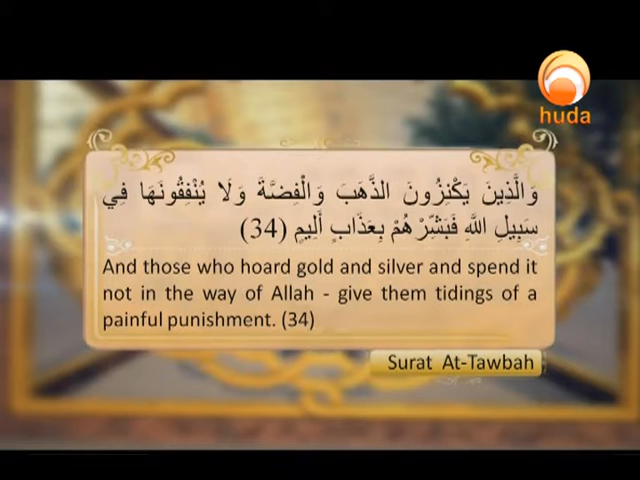 huda
وَالَّذِينَ يَكْنِزُونَ الذَّهَبَ وَالْفِضَّةَ وَلَا يُنْفِقُونَهَا فِي
سَبِيلِ اللَّهِ فَبَشِّرْهُمْ بِعَذَابٍ أَلِيمٍ (34)
And those who hoard gold and silver and spend it
not in the way of Allah - give them tidings of a
painful punishment. (34)
Surat At-Tawbah